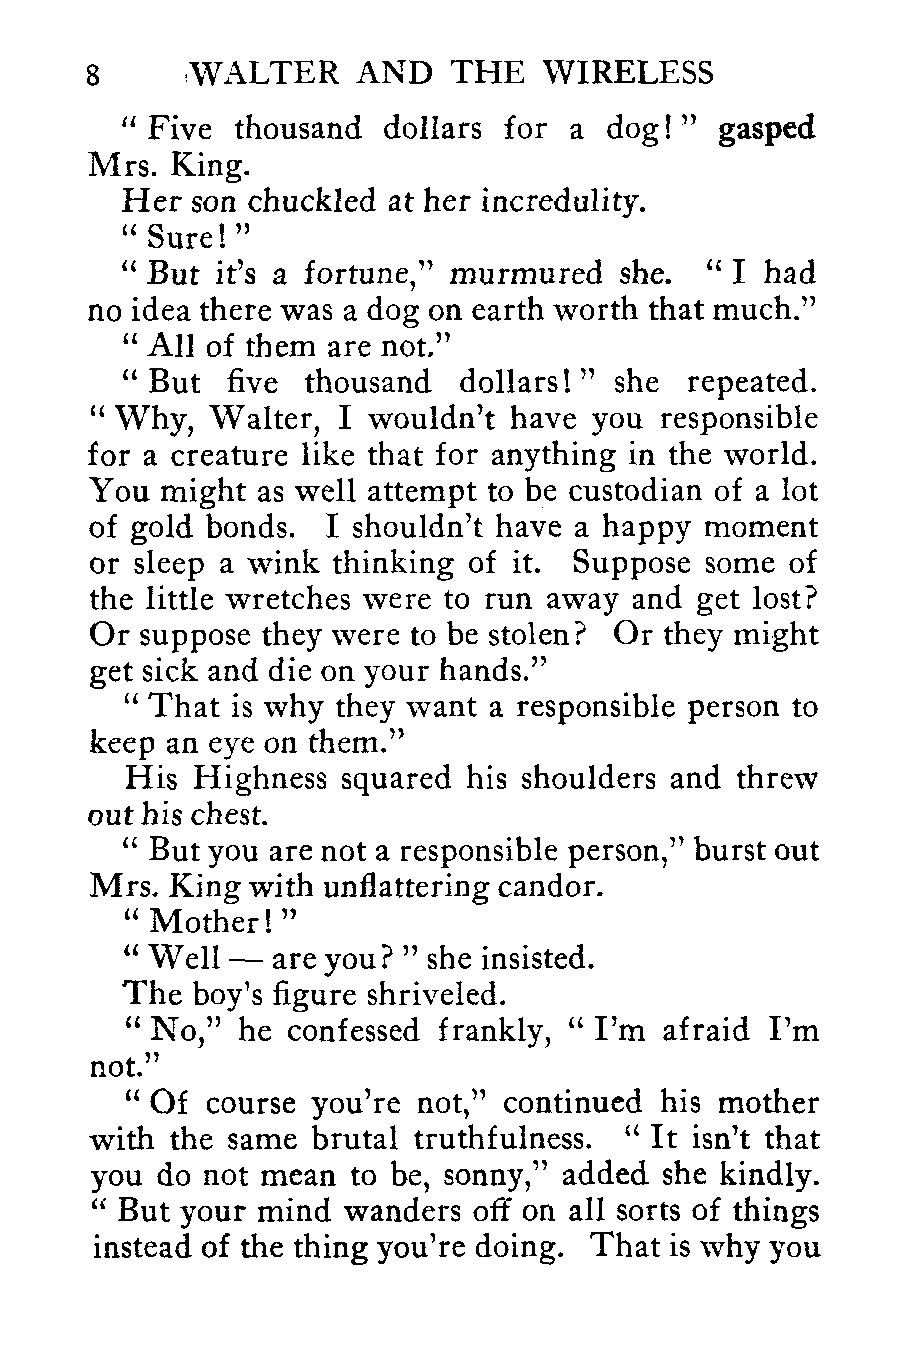 8 WALTER AND THE WIRELESS
“ Five thousand dollars for a dog! ” gasped
Mrs. King.
Her son chuckled at her incredulity.
“ Sure! ”
“ But it’s a fortune,” murmured she. “ I had
no idea there was a dog on earth worth that much.”
“ All of them are not.”
“ But five thousand dollars! ” she repeated.
“ Why, Walter, I wouldn’t have you responsible
for a creature like that for anything in the world.
You might as well attempt to be custodian of a lot
of gold bonds. I shouldn’t have a happy moment
or sleep a wink thinking of it. Suppose some of
the little wretches were to run away and get lost?
Or suppose they were to be stolen? Or they might
get sick and die on your hands.”
“ That is why they want a responsible person to
keep an eye on them.”
His Highness squared his shoulders and threw
out his chest.
“ But you are not a responsible person,” burst out
Mrs. King with unflattering candor.
“ Mother! ”
“ Well — are you? ” she insisted.
The boy’s figure shriveled.
“ No,” he confessed frankly, “ I’m afraid I’m
not.”
“ Of course you’re not,” continued his mother
with the same brutal truthfulness. “ It isn’t that
you do not mean to be, sonny,” added she kindly.
“ But your mind wanders off on all sorts of things
instead of the thing you’re doing. That is why you